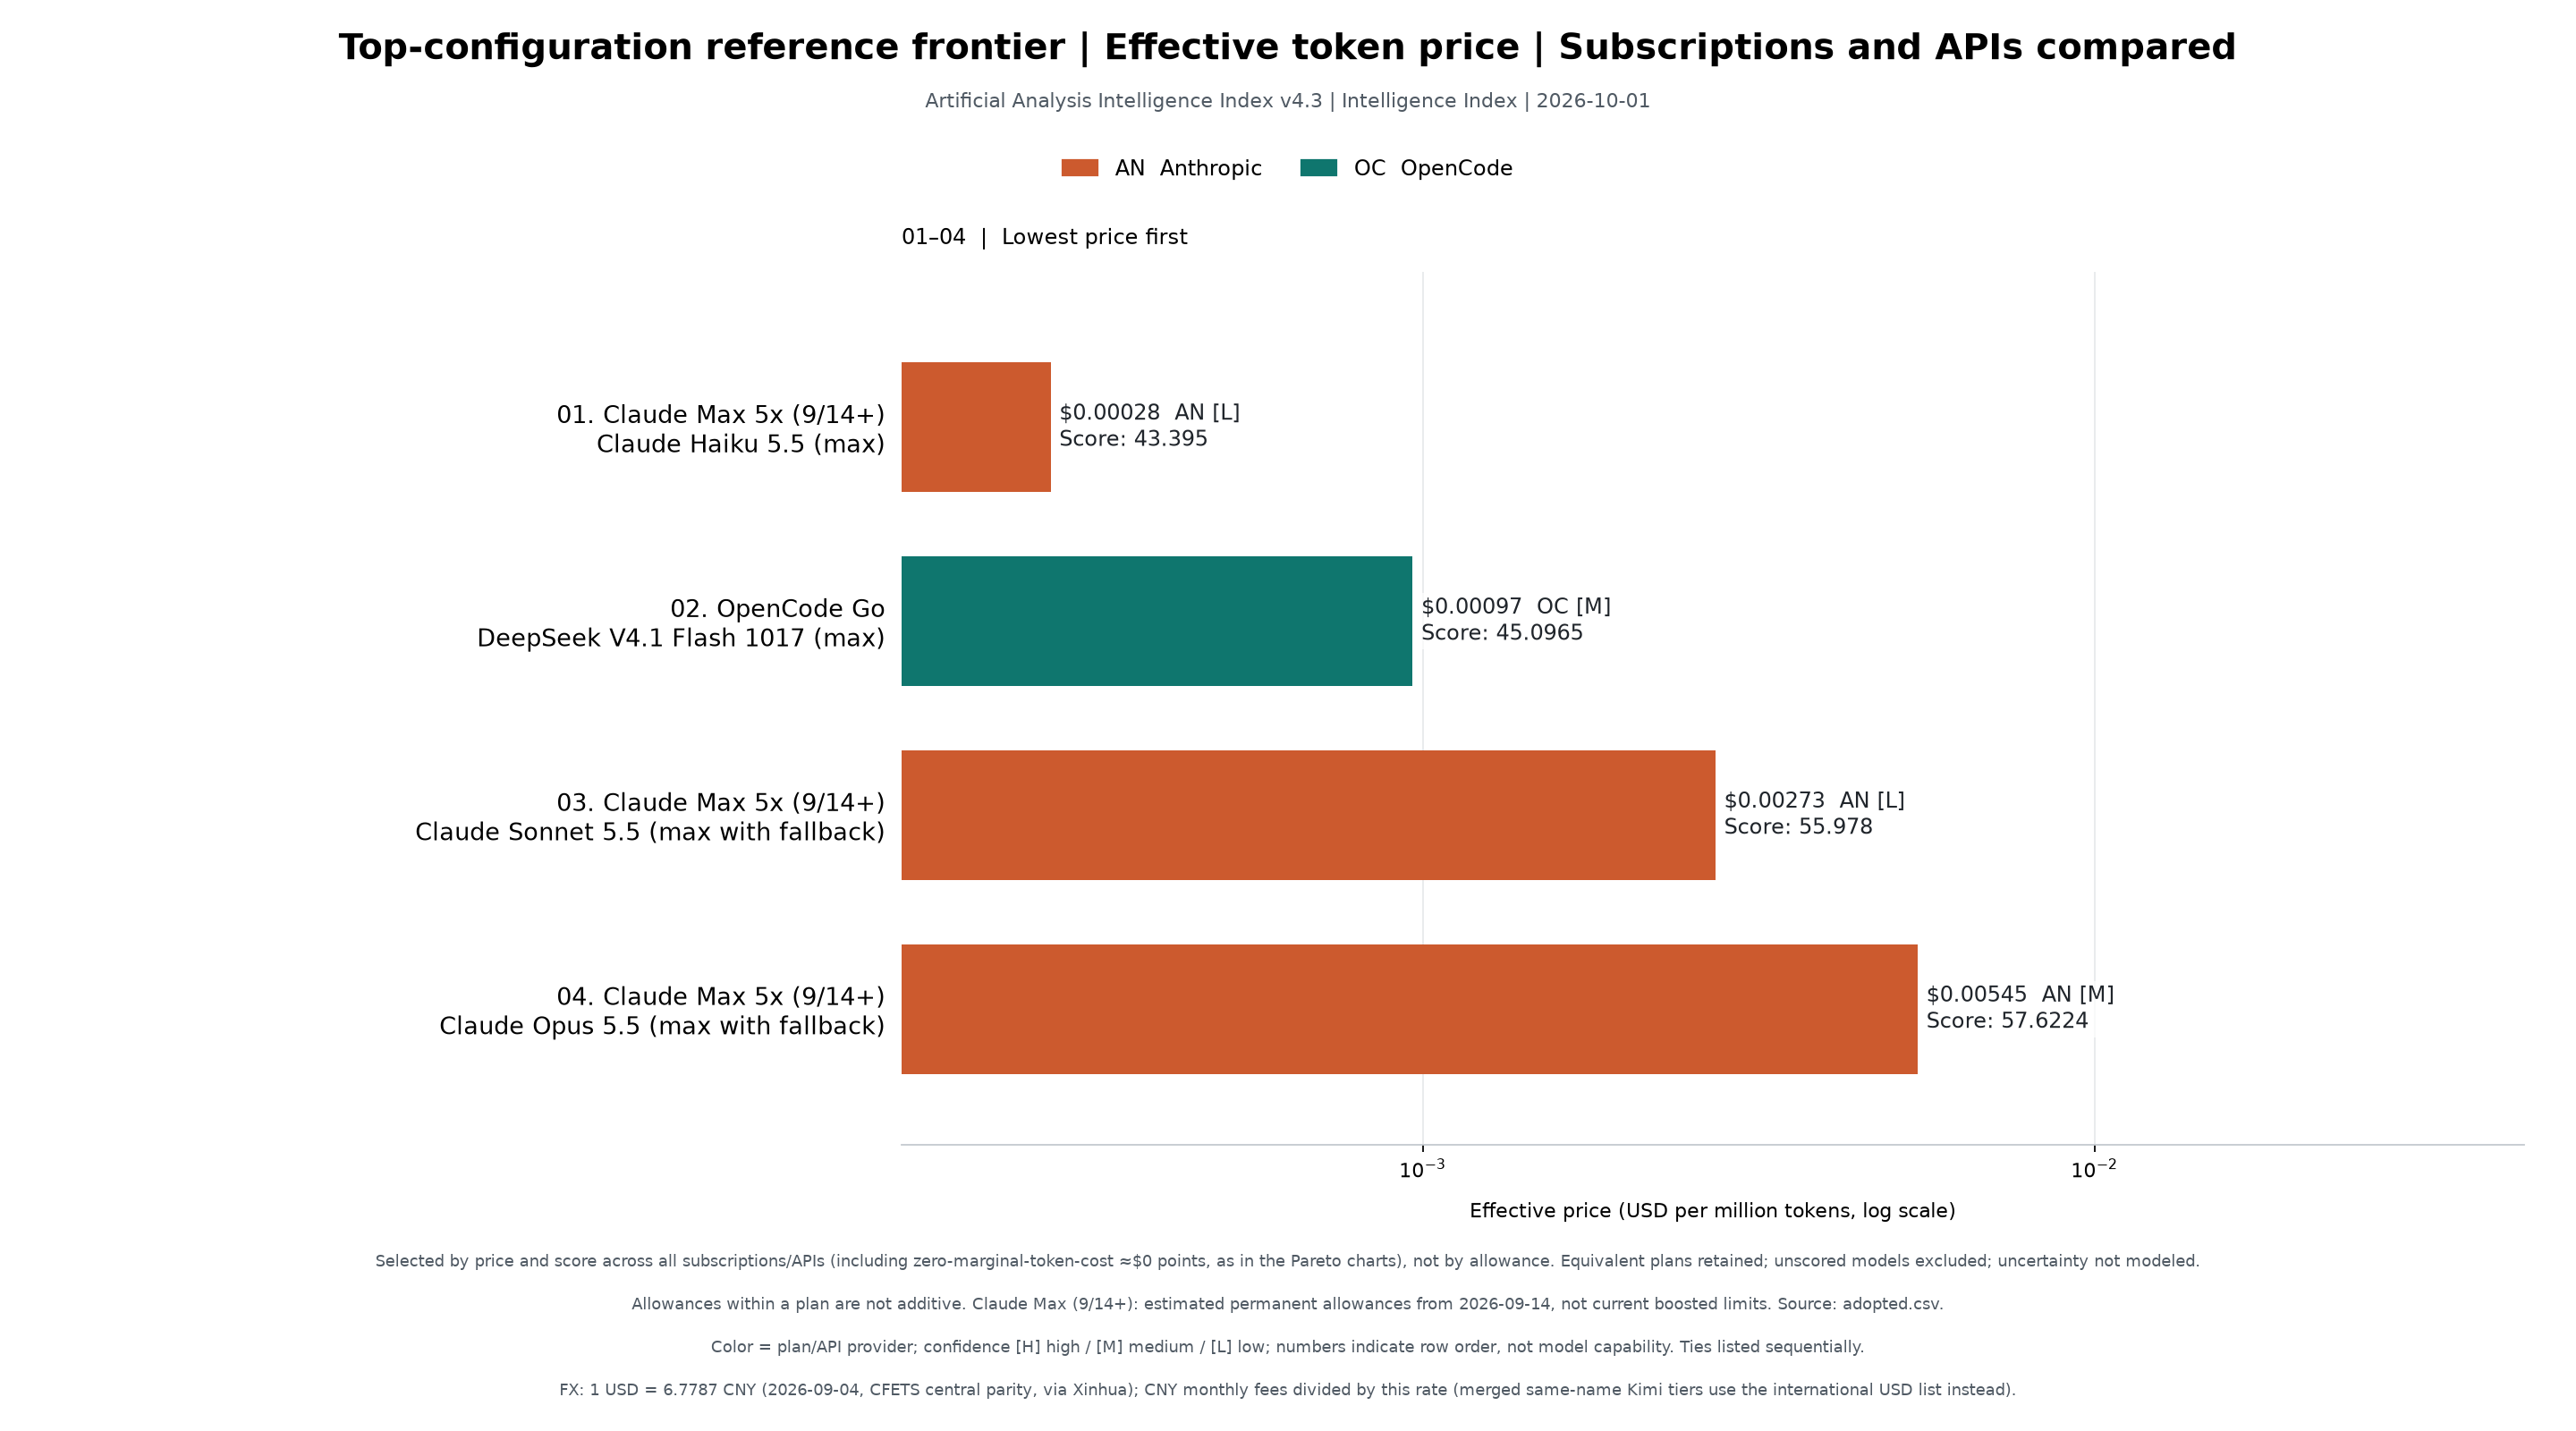 Top-configuration reference frontier | Effective token price | Subscriptions and APIs compared
Artificial Analysis Intelligence Index v4.3 | Intelligence Index | 2026-10-01
AN Anthropic
OC OpenCode
01–04 | Lowest price first
01. Claude Max 5x (9/14+)
Claude Haiku 5.5 (max)
$0.00028 AN [L]
Score: 43.395
02. OpenCode Go
DeepSeek V4.1 Flash 1017 (max)
$0.00097 OC [M]
Score: 45.0965
03. Claude Max 5x (9/14+)
Claude Sonnet 5.5 (max with fallback)
$0.00273 AN [L]
Score: 55.978
04. Claude Max 5x (9/14+)
Claude Opus 5.5 (max with fallback)
$0.00545 AN [M]
Score: 57.6224
10⁻³
10⁻²
Effective price (USD per million tokens, log scale)
Selected by price and score across all subscriptions/APIs (including zero-marginal-token-cost ≈$0 points, as in the Pareto charts), not by allowance. Equivalent plans retained; unscored models excluded; uncertainty not modeled.
Allowances within a plan are not additive. Claude Max (9/14+): estimated permanent allowances from 2026-09-14, not current boosted limits. Source: adopted.csv.
Color = plan/API provider; confidence [H] high / [M] medium / [L] low; numbers indicate row order, not model capability. Ties listed sequentially.
FX: 1 USD = 6.7787 CNY (2026-09-04, CFETS central parity, via Xinhua); CNY monthly fees divided by this rate (merged same-name Kimi tiers use the international USD list instead).